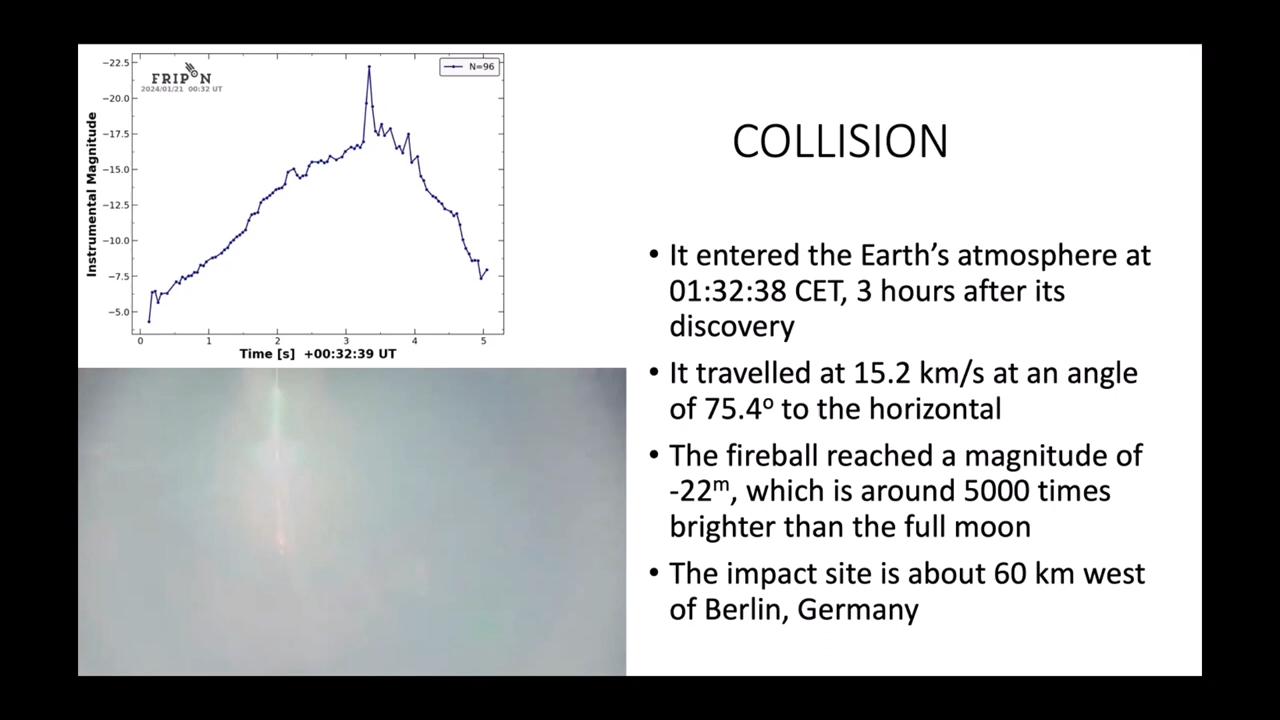 FRIPON
2024/01/21 00:32 UT
N=96
Instrumental Magnitude
−22.5
−20.0
−17.5
−15.0
−12.5
−10.0
−7.5
−5.0
0 1 2 3 4 5
Time [s] +00:32:39 UT
COLLISION
• It entered the Earth’s atmosphere at
01:32:38 CET, 3 hours after its
discovery
• It travelled at 15.2 km/s at an angle
of 75.4º to the horizontal
• The fireball reached a magnitude of
-22ᵐ, which is around 5000 times
brighter than the full moon
• The impact site is about 60 km west
of Berlin, Germany